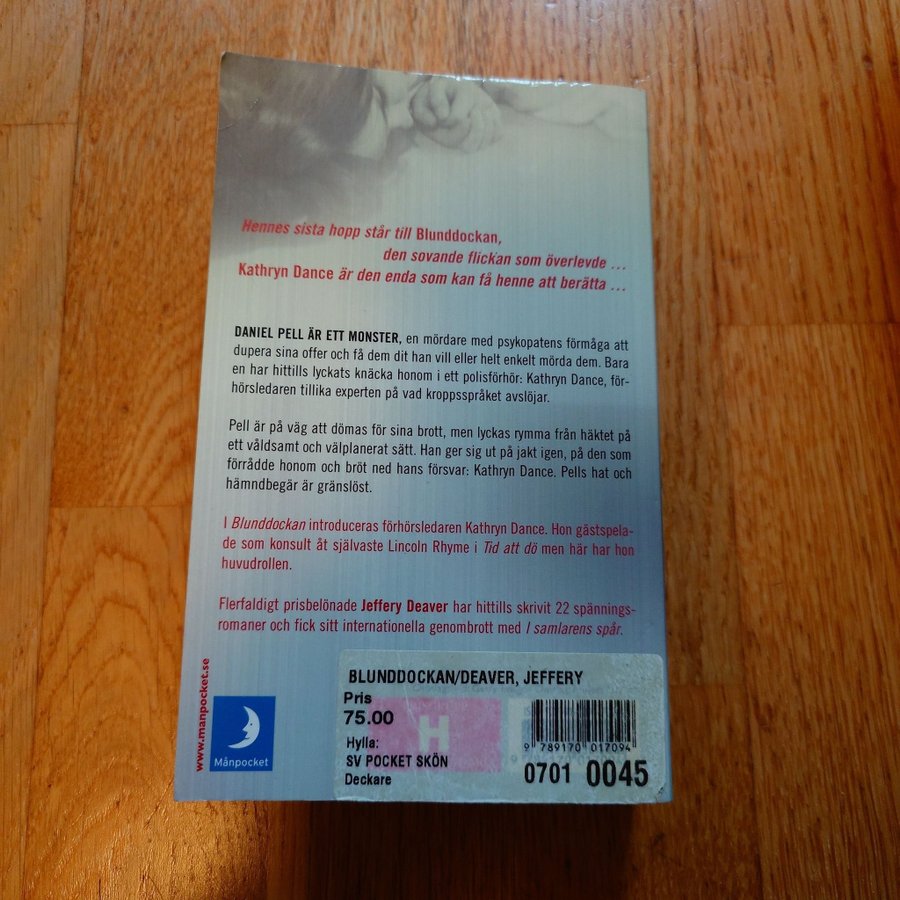 Hennes sista hopp står till Blunddockan,
den sovande flickan som överlevde ...
Kathryn Dance är den enda som kan få henne att berätta ...
DANIEL PELL ÄR ETT MONSTER, en mördare med psykopatens förmåga att
dupera sina offer och få dem dit han vill eller helt enkelt mörda dem. Bara
en har hittills lyckats knäcka honom i ett polisförhör: Kathryn Dance, för-
hörsledaren tillika experten på vad kroppsspråket avslöjar.
Pell är på väg att dömas för sina brott, men lyckas rymma från häktet på
ett våldsamt och välplanerat sätt. Han ger sig ut på jakt igen, på den som
förrådde honom och bröt ned hans försvar: Kathryn Dance. Pells hat och
hämndbegär är gränslöst.
I Blunddockan introduceras förhörsledaren Kathryn Dance. Hon gästspela-
de som konsult åt självaste Lincoln Rhyme i Tid att dö men här har hon
huvudrollen.
Flerfaldigt prisbelönade Jeffery Deaver har hittills skrivit 22 spännings-
romaner och fick sitt internationella genombrott med I samlarens spår.
www.manpocket.se
Månpocket
BLUNDDOCKAN/DEAVER, JEFFERY
Pris
75.00
H
Hylla:
SV POCKET SKÖN
Deckare
9 789170 017094
0701 0045